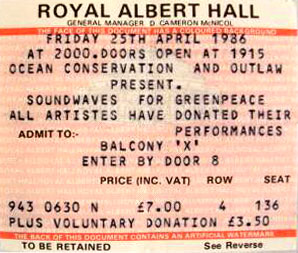 ROYAL ALBERT HALL
GENERAL MANAGER D. CAMERON McNICOL
THE FACE OF THIS DOCUMENT HAS A COLOURED BACKGROUND
FRIDAY 25TH APRIL 1986
AT 2000.DOORS OPEN AT 1915
OCEAN CONSERVATION AND OUTLAW
PRESENT.
SOUNDWAVES FOR GREENPEACE
ALL ARTISTES HAVE DONATED THEIR
ADMIT TO: PERFORMANCES
BALCONY 'X'
ENTER BY DOOR 8
PRICE (INC. VAT) ROW SEAT
943 0630 N £7.00 4 136
PLUS VOLUNTARY DONATION £3.50
THE BACK OF THIS DOCUMENT CONTAINS AN ARTIFICIAL WATERMARK
TO BE RETAINED See Reverse